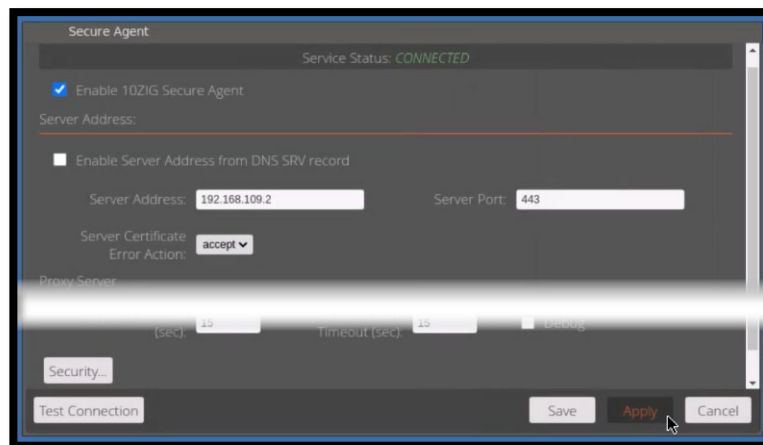 Secure Agent
Service Status: CONNECTED
Enable 10ZIG Secure Agent
Server Address:
Enable Server Address from DNS SRV record
Server Address: 192.168.109.2 Server Port: 443
Server Certificate
Error Action: accept
Proxy Server
(sec): 15 Timeout (sec): 15 Debug
Security...
Test Connection Save Apply Cancel